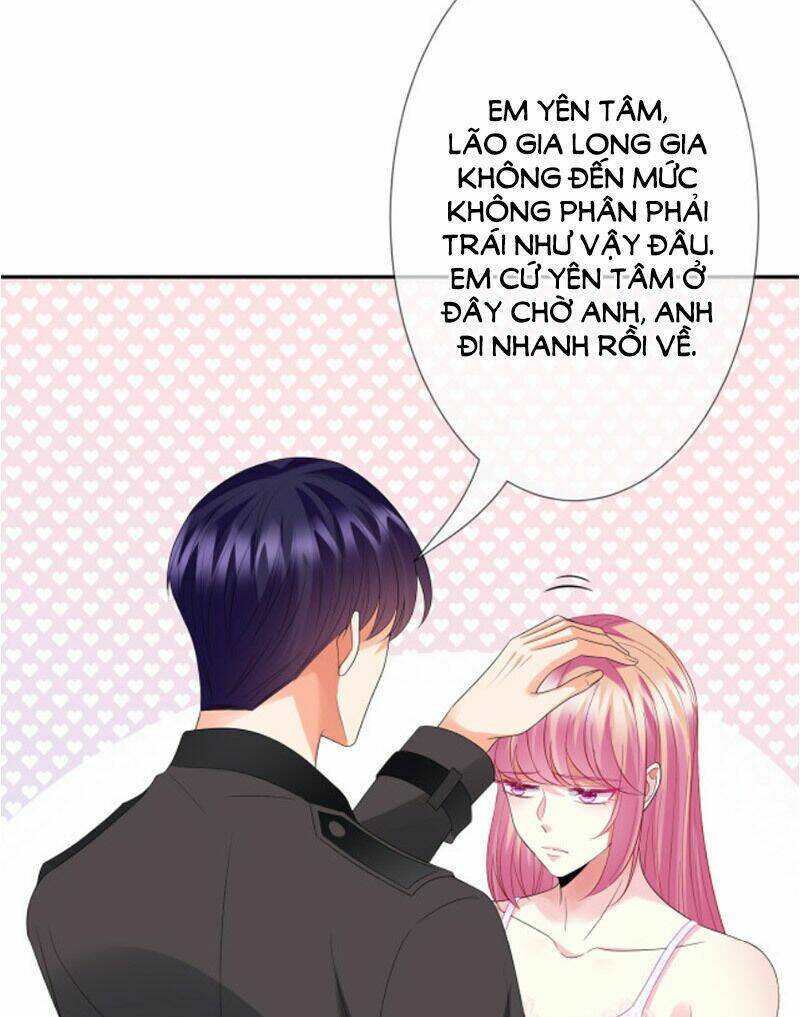 EM YÊN TÂM,
LÃO GIA LONG GIA
KHÔNG ĐẾN MỨC
KHÔNG PHÂN PHẢI
TRÁI NHƯ VẬY ĐÂU.
EM CỨ YÊN TÂM Ở
ĐÂY CHỜ ANH, ANH
ĐI NHANH RỒI VỀ.